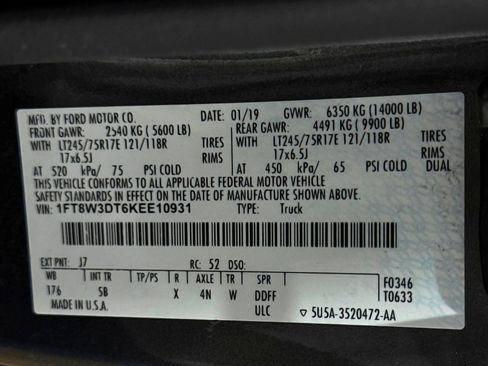 MFD. BY FORD MOTOR CO. DATE: 01/19 GVWR: 6350 KG (14000 LB)
FRONT GAWR: 2540 KG (5600 LB) REAR GAWR: 4491 KG (9900 LB)
WITH LT245/75R17E 121/118R TIRES WITH LT245/75R17E 121/118R TIRES
17x6.5J RIMS 17x6.5J RIMS
AT 520 kPa/ 75 PSI COLD AT 450 kPa/ 65 PSI COLD
THIS VEHICLE CONFORMS TO ALL APPLICABLE FEDERAL MOTOR VEHICLE
SAFETY STANDARDS IN EFFECT ON THE DATE OF MANUFACTURE SHOWN ABOVE.
VIN: 1FT8W3DT6KEE10931 TYPE: Truck
EXT PNT: J7 RC: 52 DSO:
WB INT TR TP/PS R AXLE TR SPR F0346
176 5B X 4N W DDFF T0633
MADE IN U.S.A. ULC ▽ 5U5A-3520472-AA